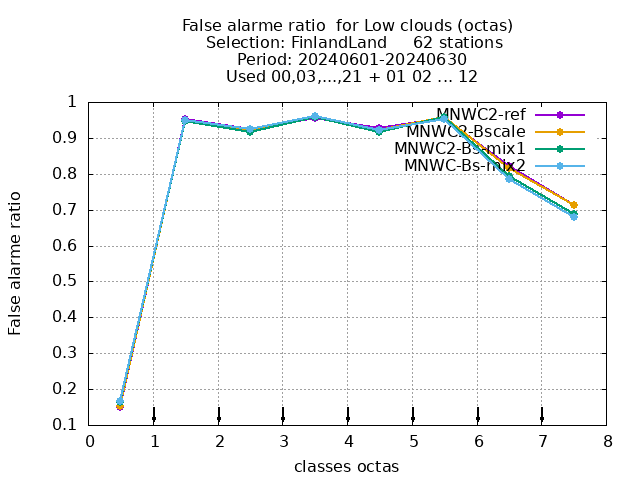 False alarme ratio  for Low clouds (octas)
Selection: FinlandLand     62 stations
Period: 20240601-20240630
Used 00,03,...,21 + 01 02 ... 12
MNWC2-ref
MNWC2-Bscale
MNWC2-Bs-mix1
MNWC-Bs-mix2
1
0.9
0.8
0.7
0.6
0.5
0.4
0.3
0.2
0.1
False alarme ratio
0 1 2 3 4 5 6 7 8
classes octas